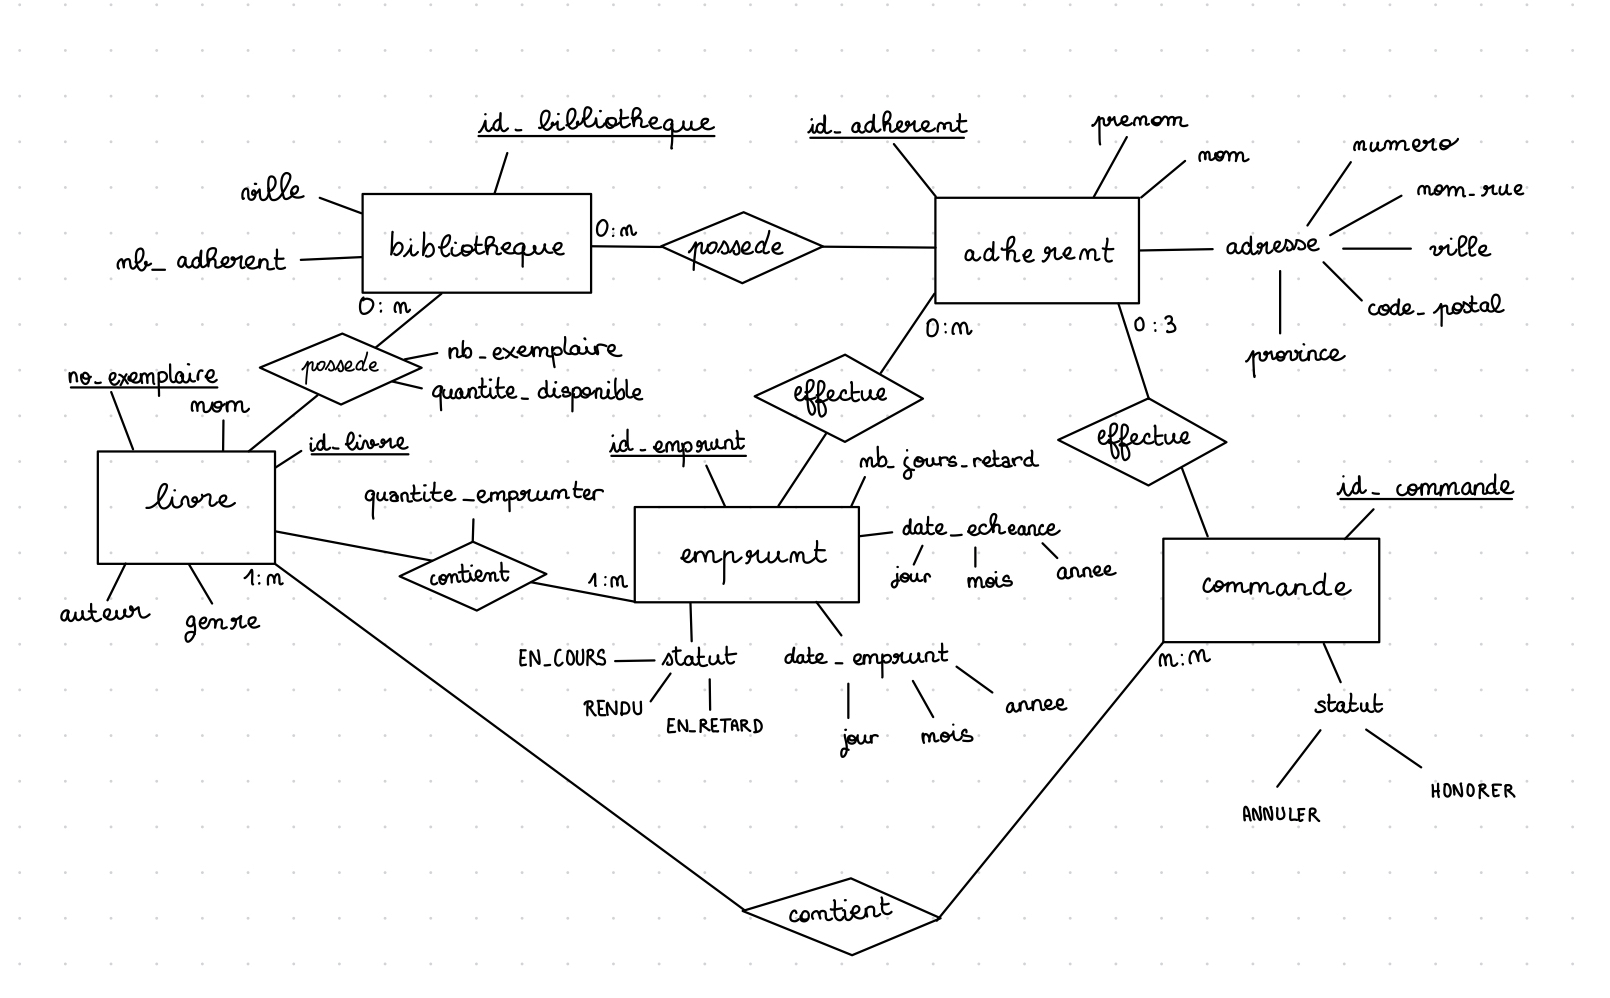 id_bibliotheque
id_adherent
prenom
nom
numero
ville
nom_rue
bibliotheque
0:n
possede
adherent
adresse
ville
nb_adherent
0:n
0:n
0:3
code_postal
province
possede
nb_exemplaire
quantite_disponible
no_exemplaire
nom
effectue
effectue
id_livre
id_emprunt
nb_jours_retard
livre
quantite_emprunter
id_commande
date_echeance
jour
mois
annee
emprunt
contient
1:n
1:n
commande
auteur
genre
EN_COURS
statut
RENDU
EN_RETARD
date_emprunt
jour
mois
annee
n:n
statut
ANNULER
HONORER
contient